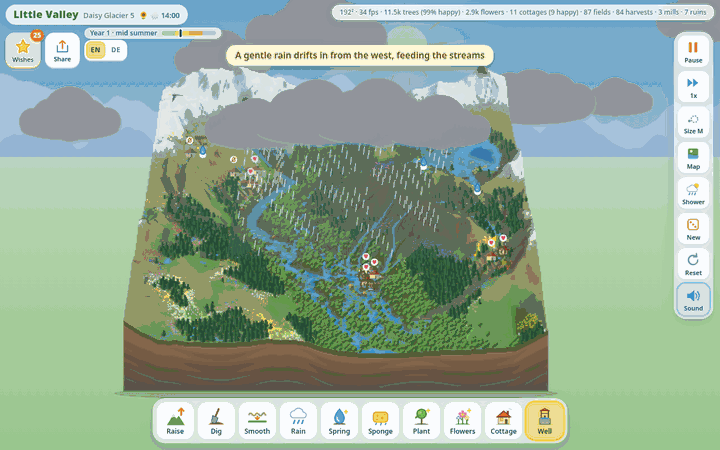 Little Valley Daisy Glacier 5 14:00
192² · 34 fps · 11.5k trees (99% happy) · 2.9k flowers · 11 cottages (9 happy) · 87 fields · 84 harvests · 3 mills · 7 ruins
Year 1 · mid summer
25
Wishes
Share
EN
DE
A gentle rain drifts in from the west, feeding the streams
Pause
1x
Size M
Map
Shower
New
Reset
Sound
Raise
Dig
Smooth
Rain
Spring
Sponge
Plant
Flowers
Cottage
Well